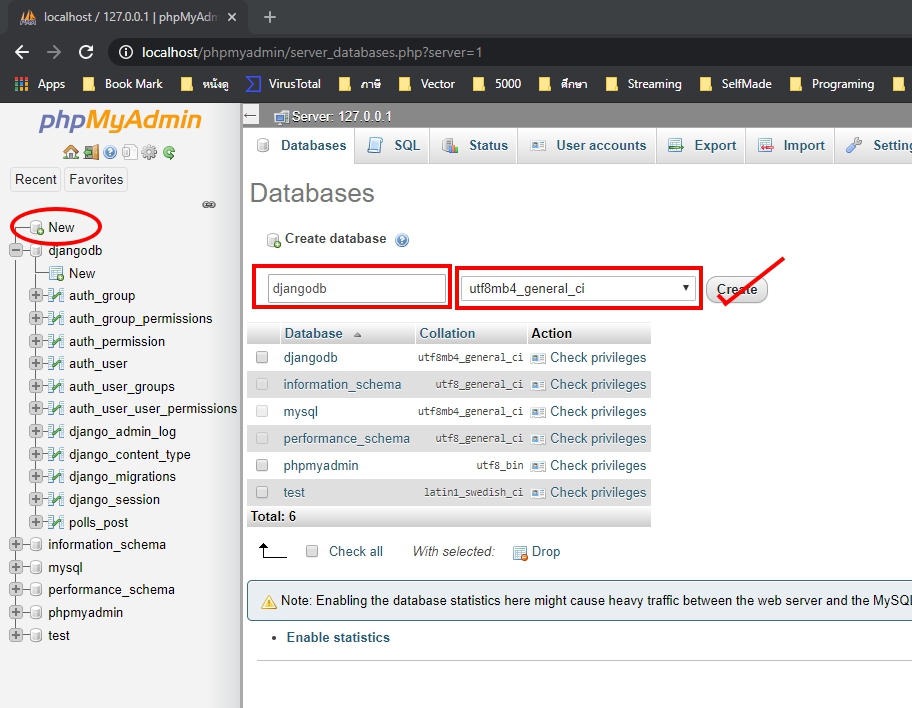 localhost / 127.0.0.1 | phpMyAdm
localhost/phpmyadmin/server_databases.php?server=1
Apps Book Mark หนังดู VirusTotal ภาษี Vector 5000 ศึกษา Streaming SelfMade Programing
phpMyAdmin
Recent Favorites
New
djangodb
New
auth_group
auth_group_permissions
auth_permission
auth_user
auth_user_groups
auth_user_user_permissions
django_admin_log
django_content_type
django_migrations
django_session
polls_post
information_schema
mysql
performance_schema
phpmyadmin
test
Server: 127.0.0.1
Databases SQL Status User accounts Export Import Setting
Databases
Create database
djangodb utf8mb4_general_ci Create
Database Collation Action
djangodb utf8mb4_general_ci Check privileges
information_schema utf8_general_ci Check privileges
mysql utf8mb4_general_ci Check privileges
performance_schema utf8_general_ci Check privileges
phpmyadmin utf8_bin Check privileges
test latin1_swedish_ci Check privileges
Total: 6
Check all With selected: Drop
Note: Enabling the database statistics here might cause heavy traffic between the web server and the MySQL
Enable statistics